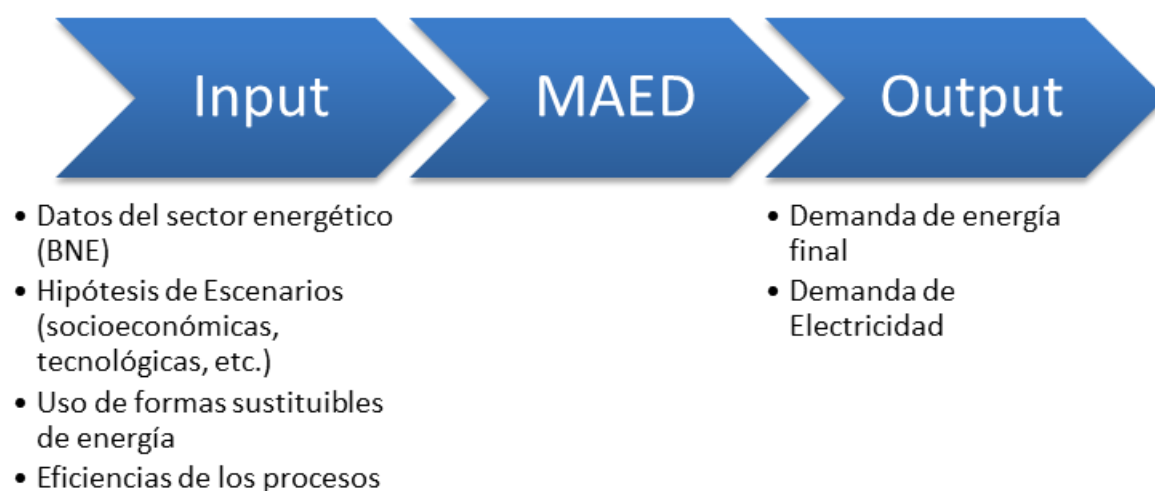 Input
MAED
Output
• Datos del sector energético
(BNE)
• Hipótesis de Escenarios
(socioeconómicas,
tecnológicas, etc.)
• Uso de formas sustituibles
de energía
• Eficiencias de los procesos
• Demanda de energía
final
• Demanda de
Electricidad